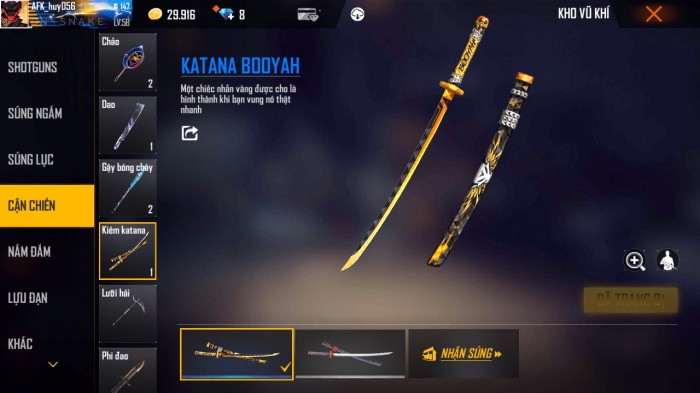 AFK_huy056
147
SNAKE
LV.58
29.916
+ 8
KHO VŨ KHÍ
SHOTGUNS
SÚNG NGẮM
SÚNG LỤC
CẬN CHIẾN
NẮM ĐẤM
LỰU ĐẠN
KHÁC
Chảo
2
Dao
1
Gậy bóng chày
2
Kiếm katana
1
Lưỡi hái
Phi dao
KATANA BOOYAH
Một chiếc nhẫn vàng được cho là
hình thành khi bạn vung nó thật
nhanh
ĐÃ TRANG BỊ
NHẬN SÚNG